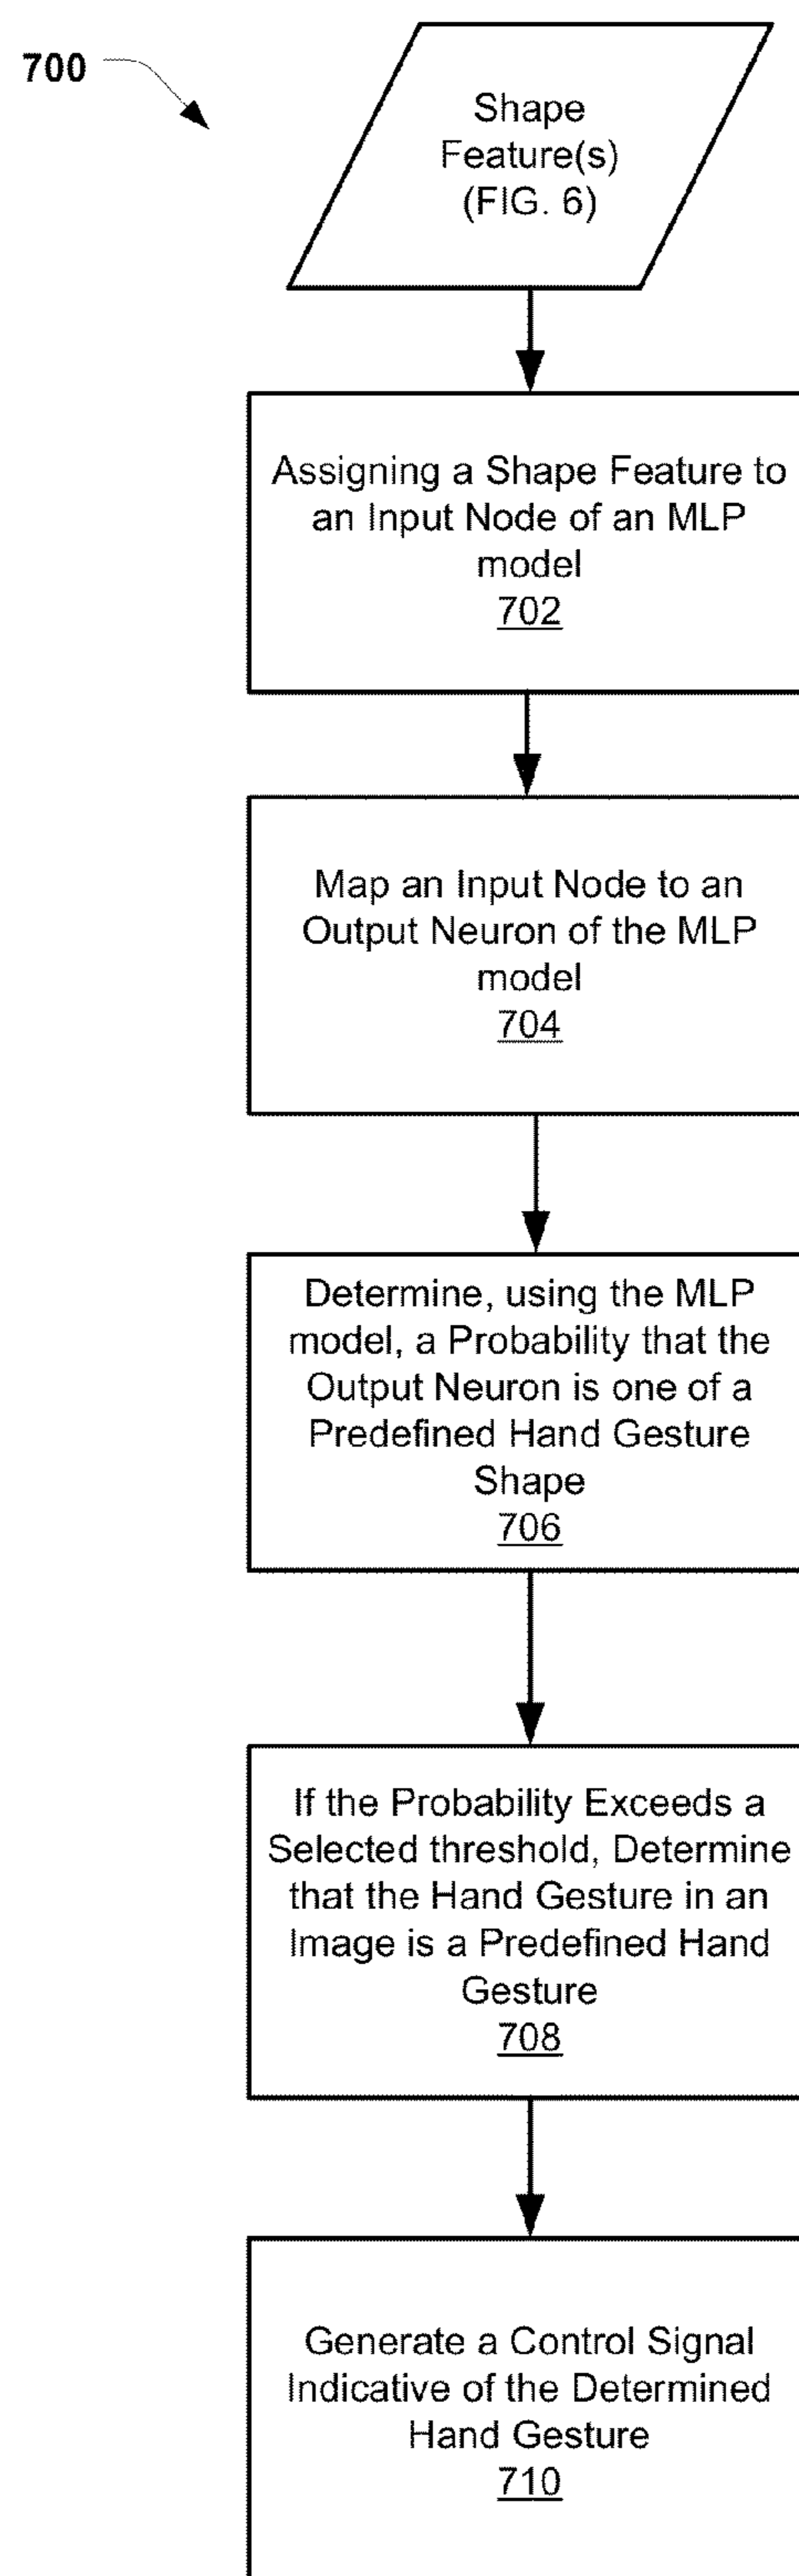 700
Shape
Feature(s)
(FIG. 6)
Assigning a Shape Feature to
an Input Node of an MLP
model
702
Map an Input Node to an
Output Neuron of the MLP
model
704
Determine, using the MLP
model, a Probability that the
Output Neuron is one of a
Predefined Hand Gesture
Shape
706
If the Probability Exceeds a
Selected threshold, Determine
that the Hand Gesture in an
Image is a Predefined Hand
Gesture
708
Generate a Control Signal
Indicative of the Determined
Hand Gesture
710